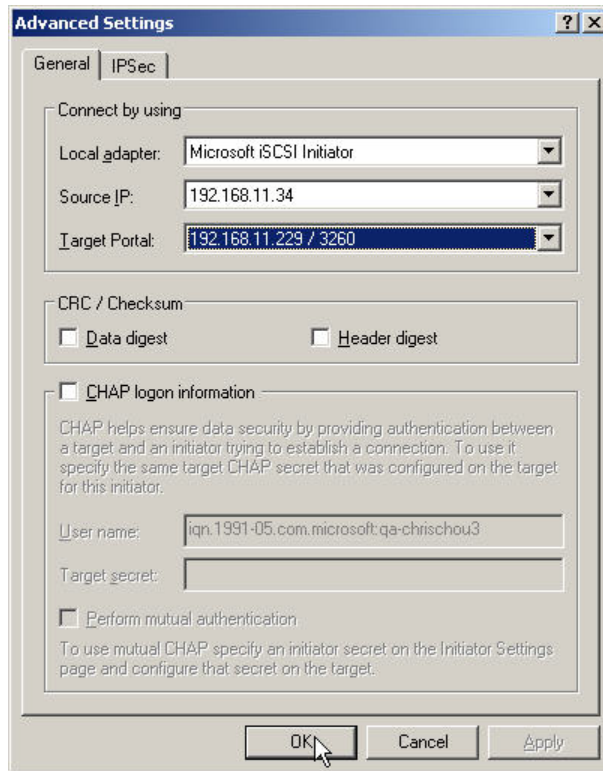 Advanced Settings
General IPSec
Connect by using
Local adapter: Microsoft iSCSI Initiator
Source IP: 192.168.11.34
Target Portal: 192.168.11.229 / 3260
CRC / Checksum
Data digest Header digest
CHAP logon information
CHAP helps ensure data security by providing authentication between
a target and an initiator trying to establish a connection. To use it
specify the same target CHAP secret that was configured on the target
for this initiator.
User name: iqn.1991-05.com.microsoft:qa-chrischou3
Target secret:
Perform mutual authentication
To use mutual CHAP specify an initiator secret on the Initiator Settings
page and configure that secret on the target.
OK Cancel Apply